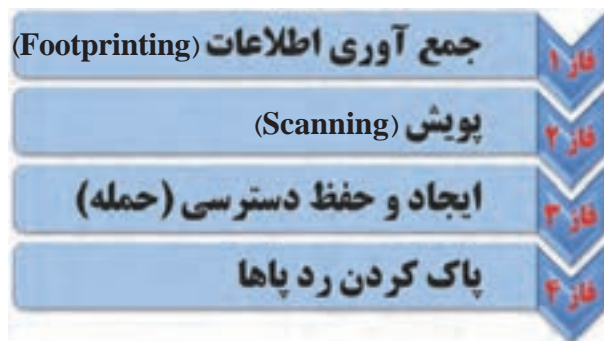 فاز ۱ جمع آوری اطلاعات (Footprinting)
فاز ۲ پویش (Scanning)
فاز ۳ ایجاد و حفظ دسترسی (حمله)
فاز ۴ پاک کردن رد پاها